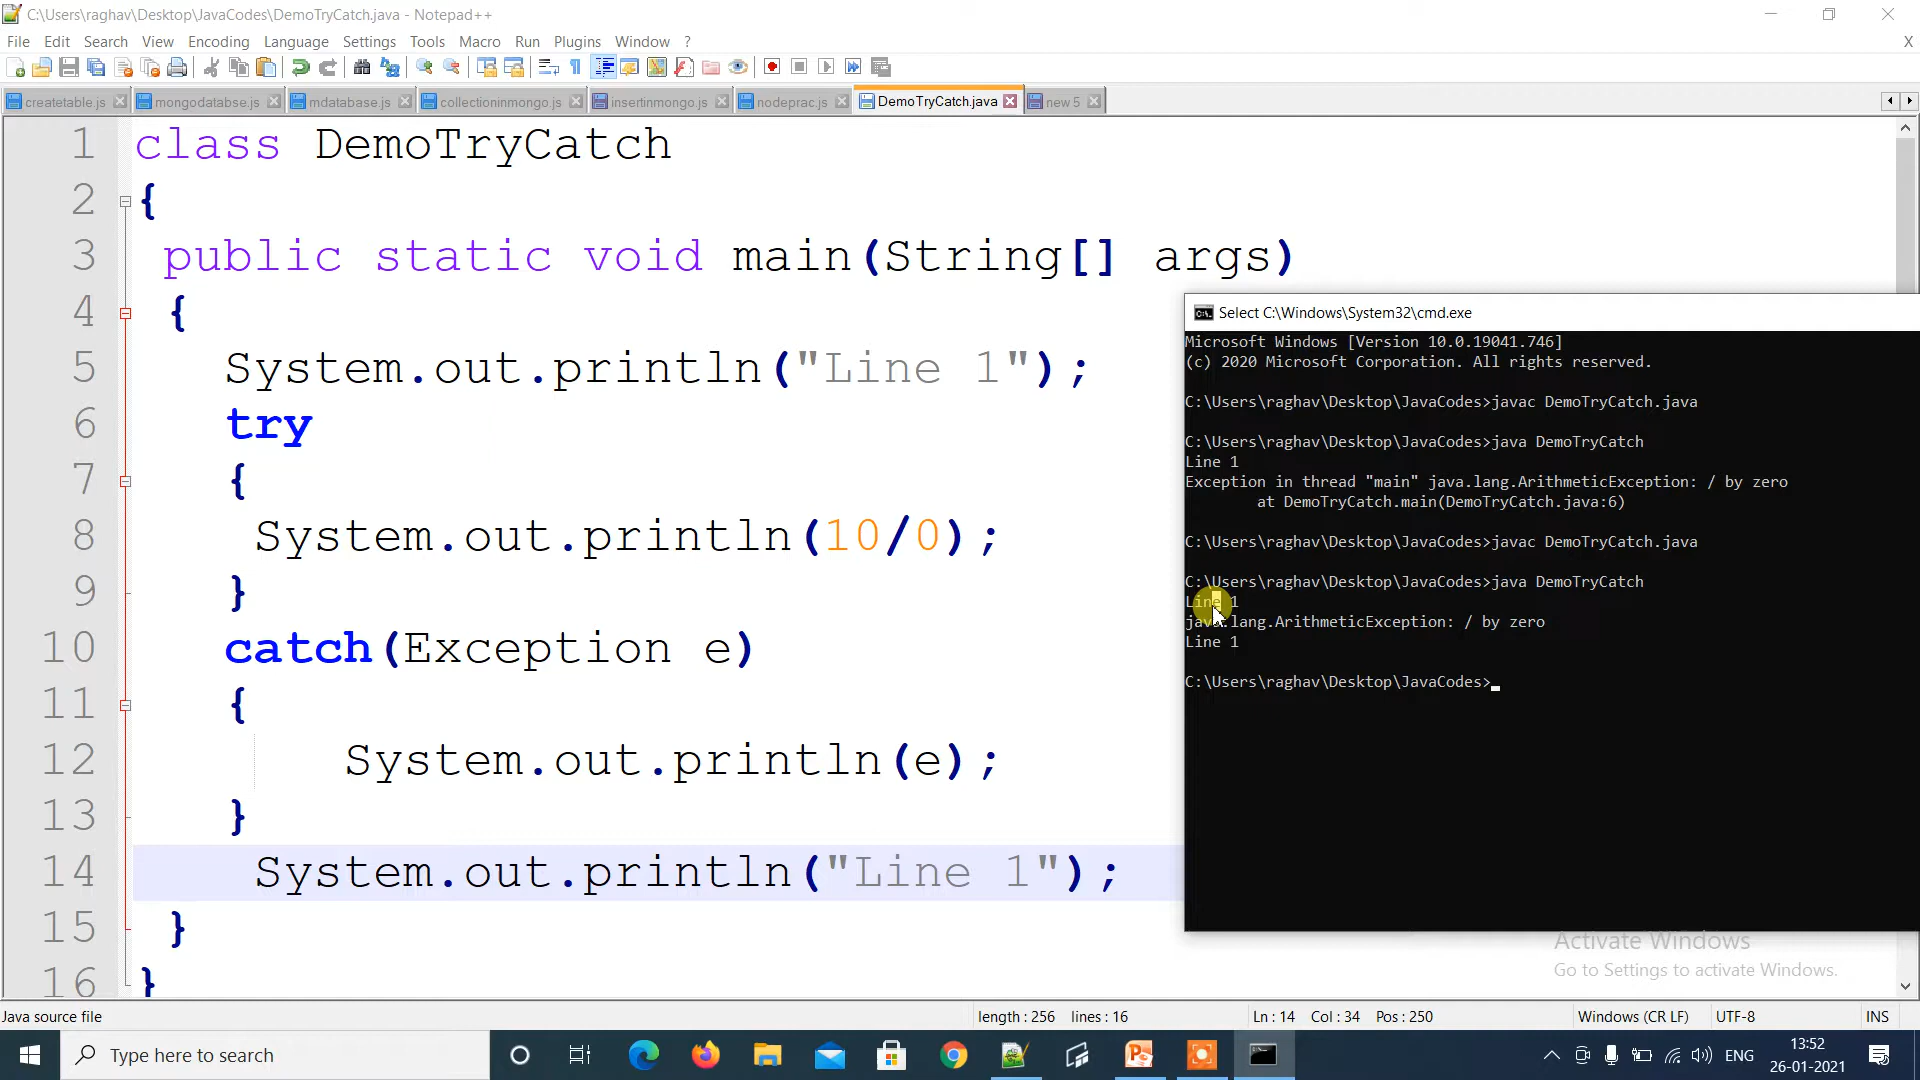 C:\Users\raghav\Desktop\JavaCodes\DemoTryCatch.java - Notepad++
File Edit Search View Encoding Language Settings Tools Macro Run Plugins Window ? X
createtable.js mongodatabse.js mdatabase.js collectioninmongo.js insertinmongo.js nodeprac.js DemoTryCatch.java new 5
1 class DemoTryCatch
2 {
3 public static void main(String[] args)
4 {
5 System.out.println("Line 1");
6 try
7 {
8 System.out.println(10/0);
9 }
10 catch(Exception e)
11 {
12 System.out.println(e);
13 }
14 System.out.println("Line 1");
15 }
16 }
Select C:\Windows\System32\cmd.exe
Microsoft Windows [Version 10.0.19041.746]
(c) 2020 Microsoft Corporation. All rights reserved.
C:\Users\raghav\Desktop\JavaCodes>javac DemoTryCatch.java
C:\Users\raghav\Desktop\JavaCodes>java DemoTryCatch
Line 1
Exception in thread "main" java.lang.ArithmeticException: / by zero
at DemoTryCatch.main(DemoTryCatch.java:6)
C:\Users\raghav\Desktop\JavaCodes>javac DemoTryCatch.java
C:\Users\raghav\Desktop\JavaCodes>java DemoTryCatch
Line 1
java.lang.ArithmeticException: / by zero
Line 1
C:\Users\raghav\Desktop\JavaCodes>
Activate Windows
Go to Settings to activate Windows.
Java source file length : 256 lines : 16 Ln : 14 Col : 34 Pos : 250 Windows (CR LF) UTF-8 INS
Type here to search
ENG
13:52
26-01-2021